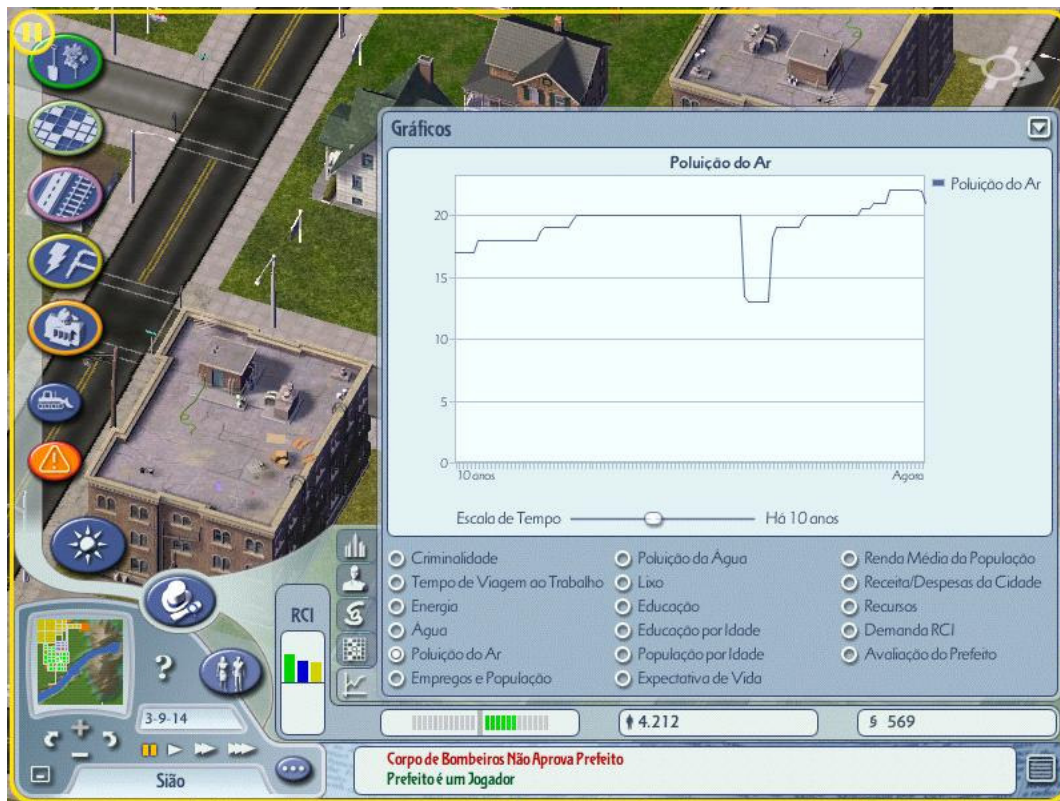 Gráficos
Poluição do Ar
Poluição do Ar
20
15
10
5
0
10 anos
Agora
Escala de Tempo
Há 10 anos
Criminalidade
Tempo de Viagem ao Trabalho
Energia
Água
Poluição do Ar
Empregos e População
Poluição da Água
Lixo
Educação
Educação por Idade
População por Idade
Expectativa de Vida
Renda Média da População
Receita/Despesas da Cidade
Recursos
Demanda RCI
Avaliação do Prefeito
RCI
?
3-9-14
Sião
4.212
§ 569
Corpo de Bombeiros Não Aprova Prefeito
Prefeito é um Jogador